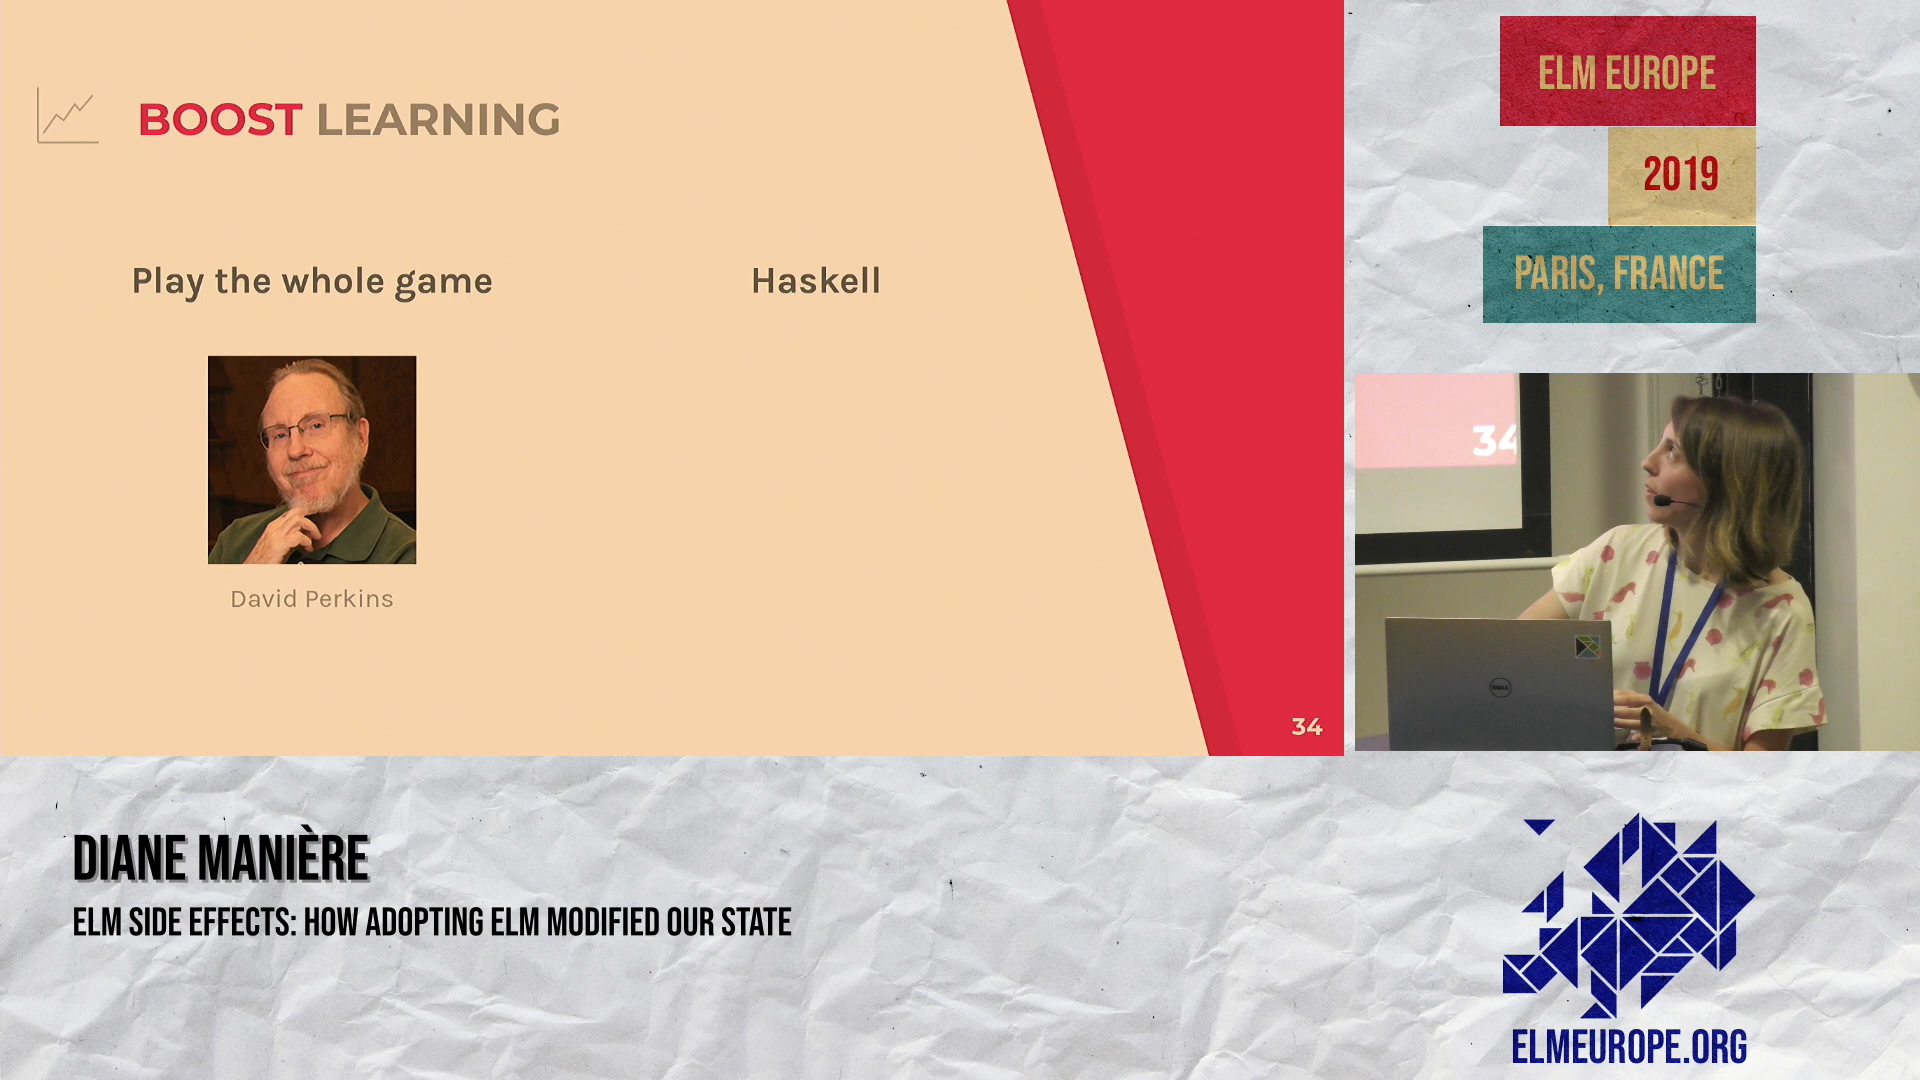 BOOST LEARNING
Play the whole game
Haskell
David Perkins
34
ELM EUROPE
2019
PARIS, FRANCE
34
DELL
DIANE MANIÈRE
ELM SIDE EFFECTS: HOW ADOPTING ELM MODIFIED OUR STATE
ELMEUROPE.ORG